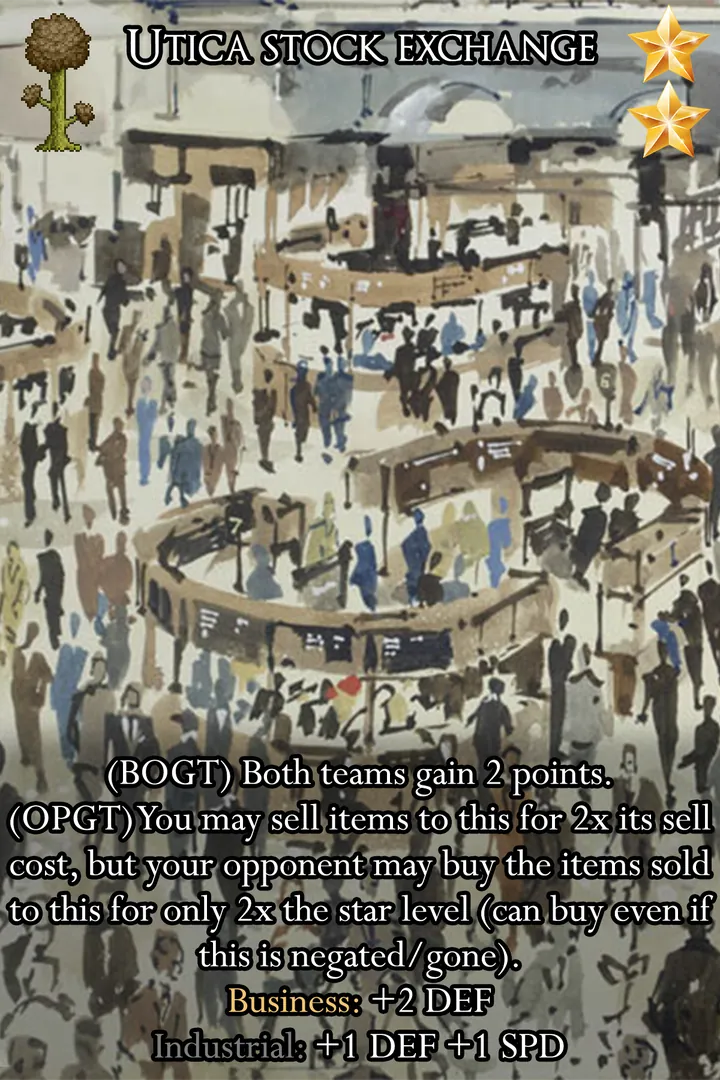 Utica stock exchange
6
7
(BOGT) Both teams gain 2 points.
(OPGT) You may sell items to this for 2x its sell
cost, but your opponent may buy the items sold
to this for only 2x the star level (can buy even if
this is negated/gone).
Business: +2 DEF
Industrial: +1 DEF +1 SPD